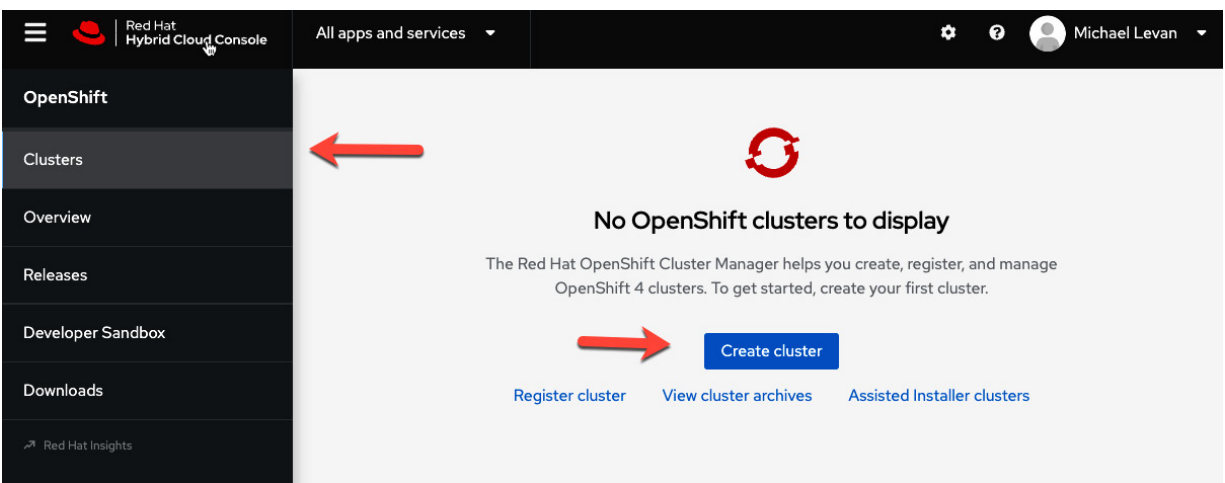 Red Hat
Hybrid Cloud Console
All apps and services
Michael Levan
OpenShift
Clusters
Overview
Releases
Developer Sandbox
Downloads
Red Hat Insights
No OpenShift clusters to display
The Red Hat OpenShift Cluster Manager helps you create, register, and manage
OpenShift 4 clusters. To get started, create your first cluster.
Create cluster
Register cluster View cluster archives Assisted Installer clusters